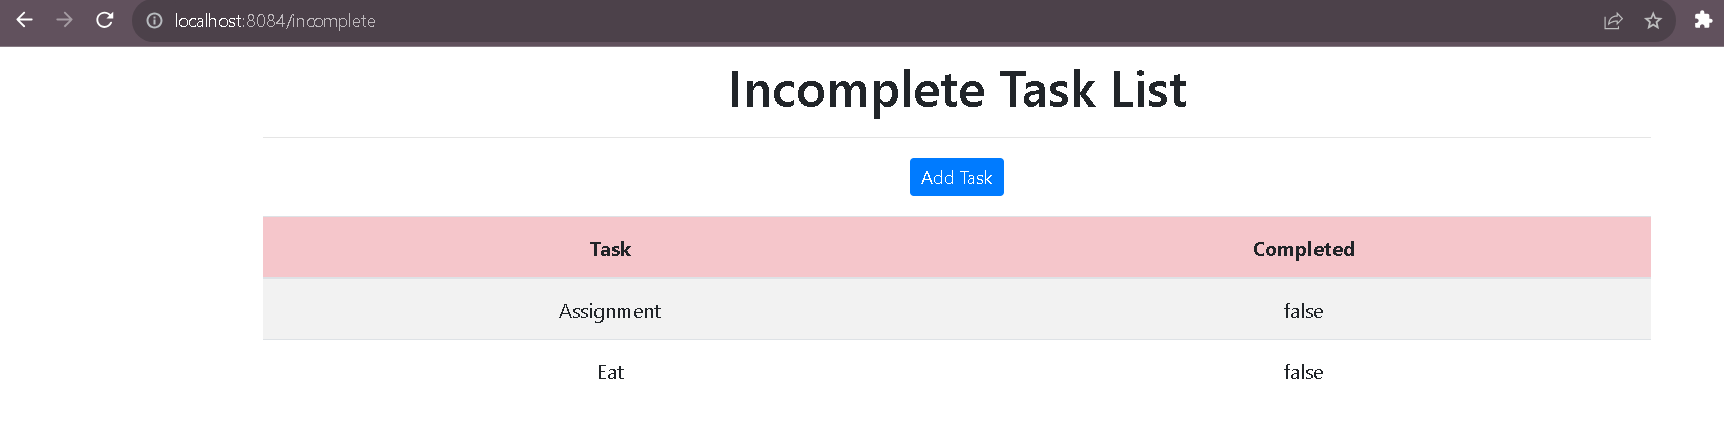 localhost:8084/incomplete
Incomplete Task List
Add Task
Task Completed
Assignment false
Eat false